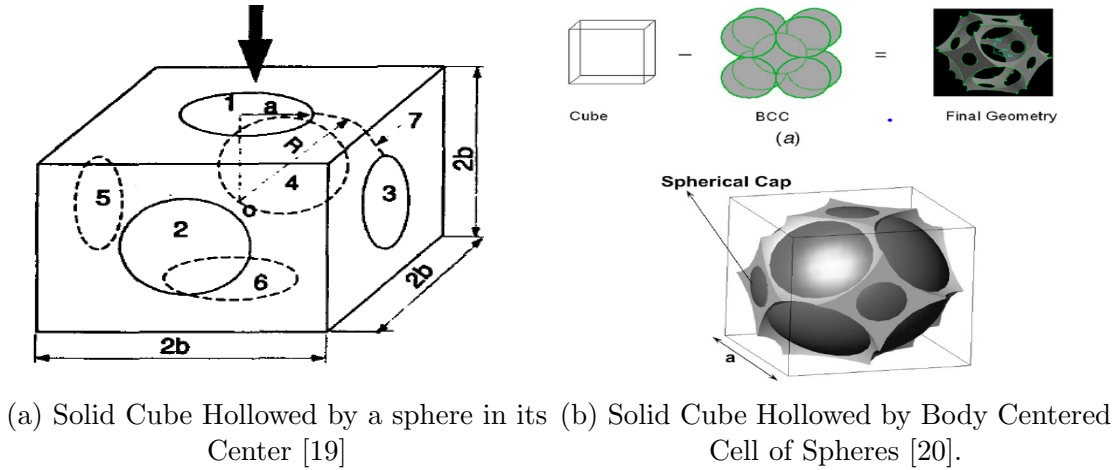 1
a
7
R
4
3
5
o
2
6
2b
2b
2b
Cube
BCC
Final Geometry
(a)
Spherical Cap
a
(a) Solid Cube Hollowed by a sphere in its
Center [19]
(b) Solid Cube Hollowed by Body Centered
Cell of Spheres [20].